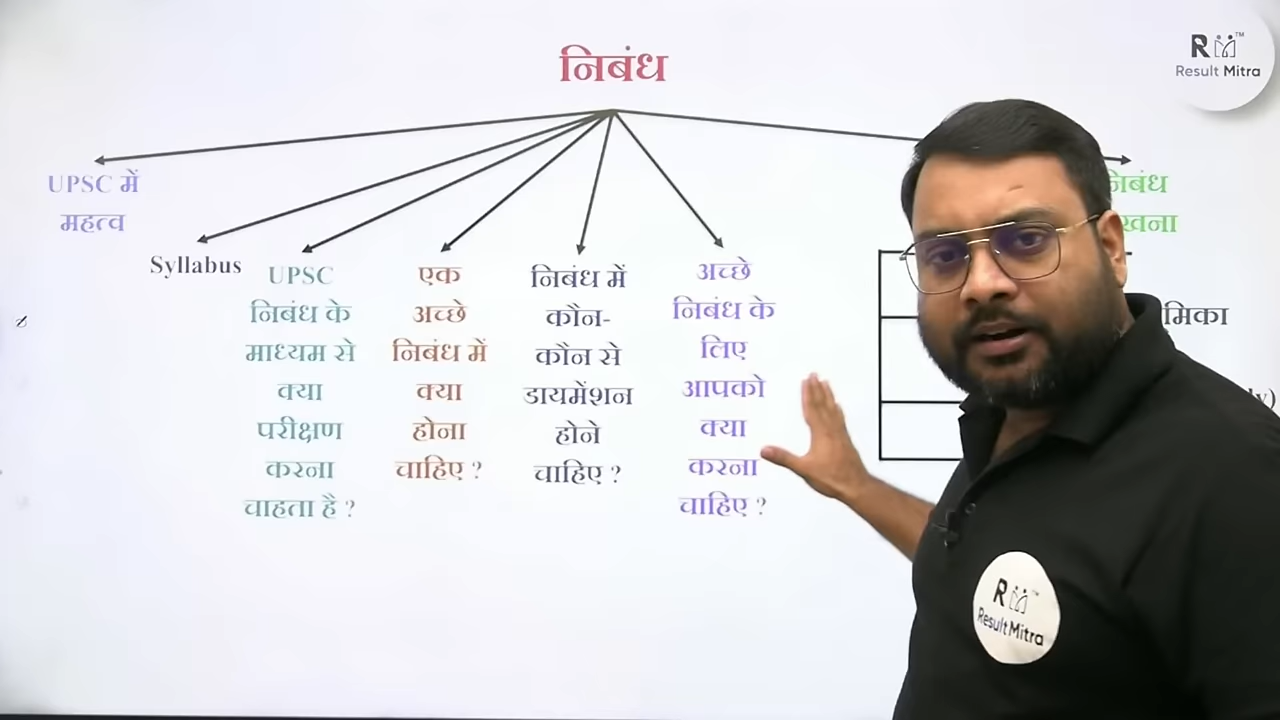 निबंध
R
Result Mitra
UPSC में
महत्व
Syllabus
UPSC
निबंध के
माध्यम से
क्या
परीक्षण
करना
चाहता है ?
एक
अच्छे
निबंध में
क्या
होना
चाहिए ?
निबंध में
कौन-
कौन से
डायमेंशन
होने
चाहिए ?
अच्छे
निबंध के
लिए
आपको
क्या
करना
चाहिए ?
R
Result Mitra